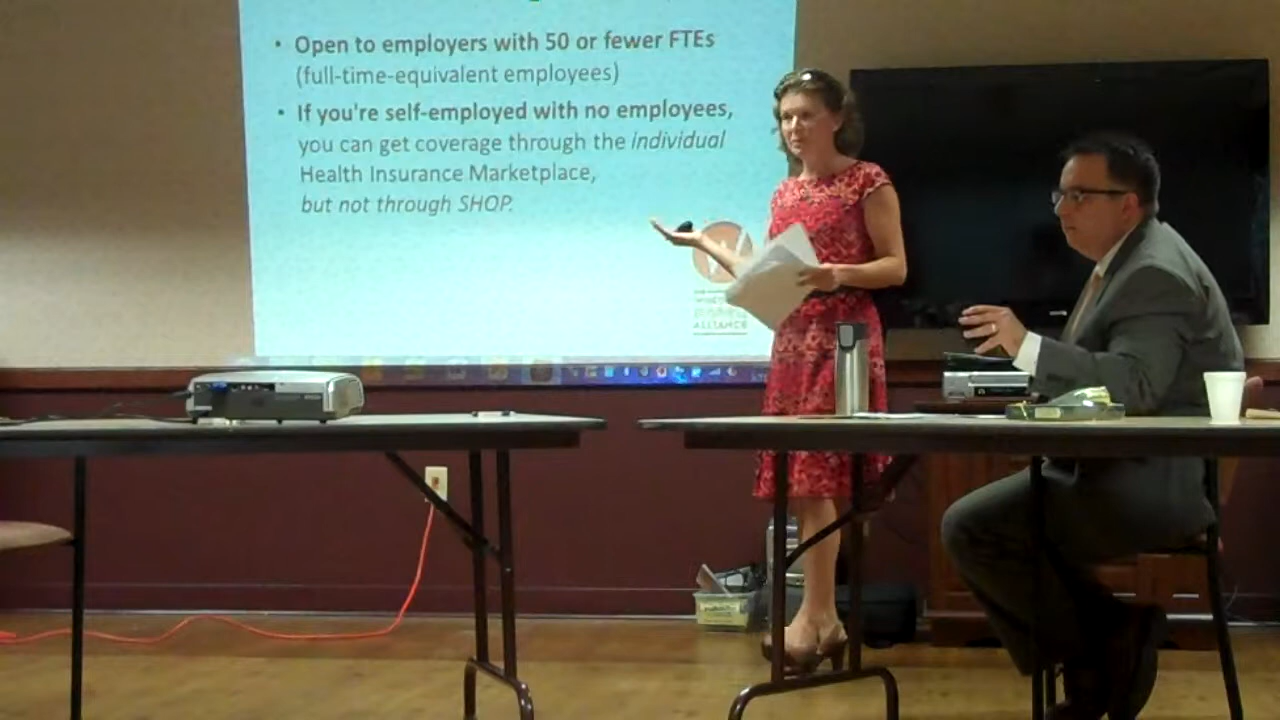 • Open to employers with 50 or fewer FTEs
(full-time-equivalent employees)
• If you're self-employed with no employees,
you can get coverage through the individual
Health Insurance Marketplace,
but not through SHOP.
ALLIANCE